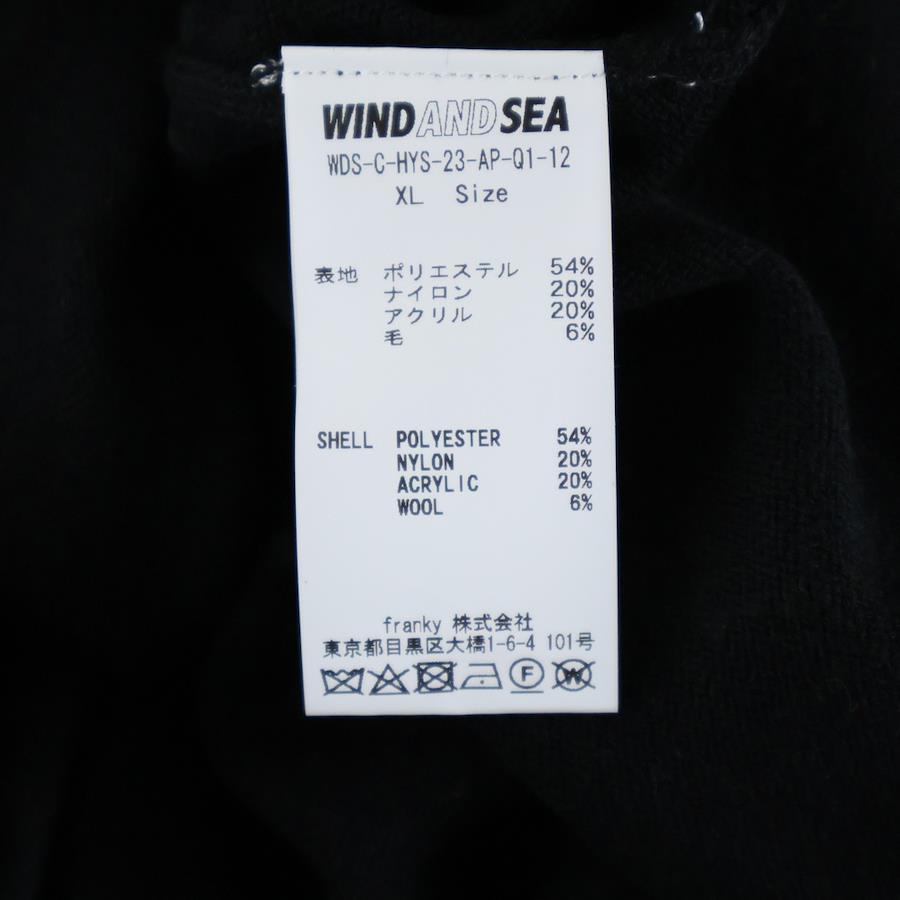 WIND AND SEA
WDS-C-HYS-23-AP-Q1-12
XL Size
表地 ポリエステル 54%
ナイロン 20%
アクリル 20%
毛 6%
SHELL POLYESTER 54%
NYLON 20%
ACRYLIC 20%
WOOL 6%
franky 株式会社
東京都目黒区大橋1-6-4 101号
F W